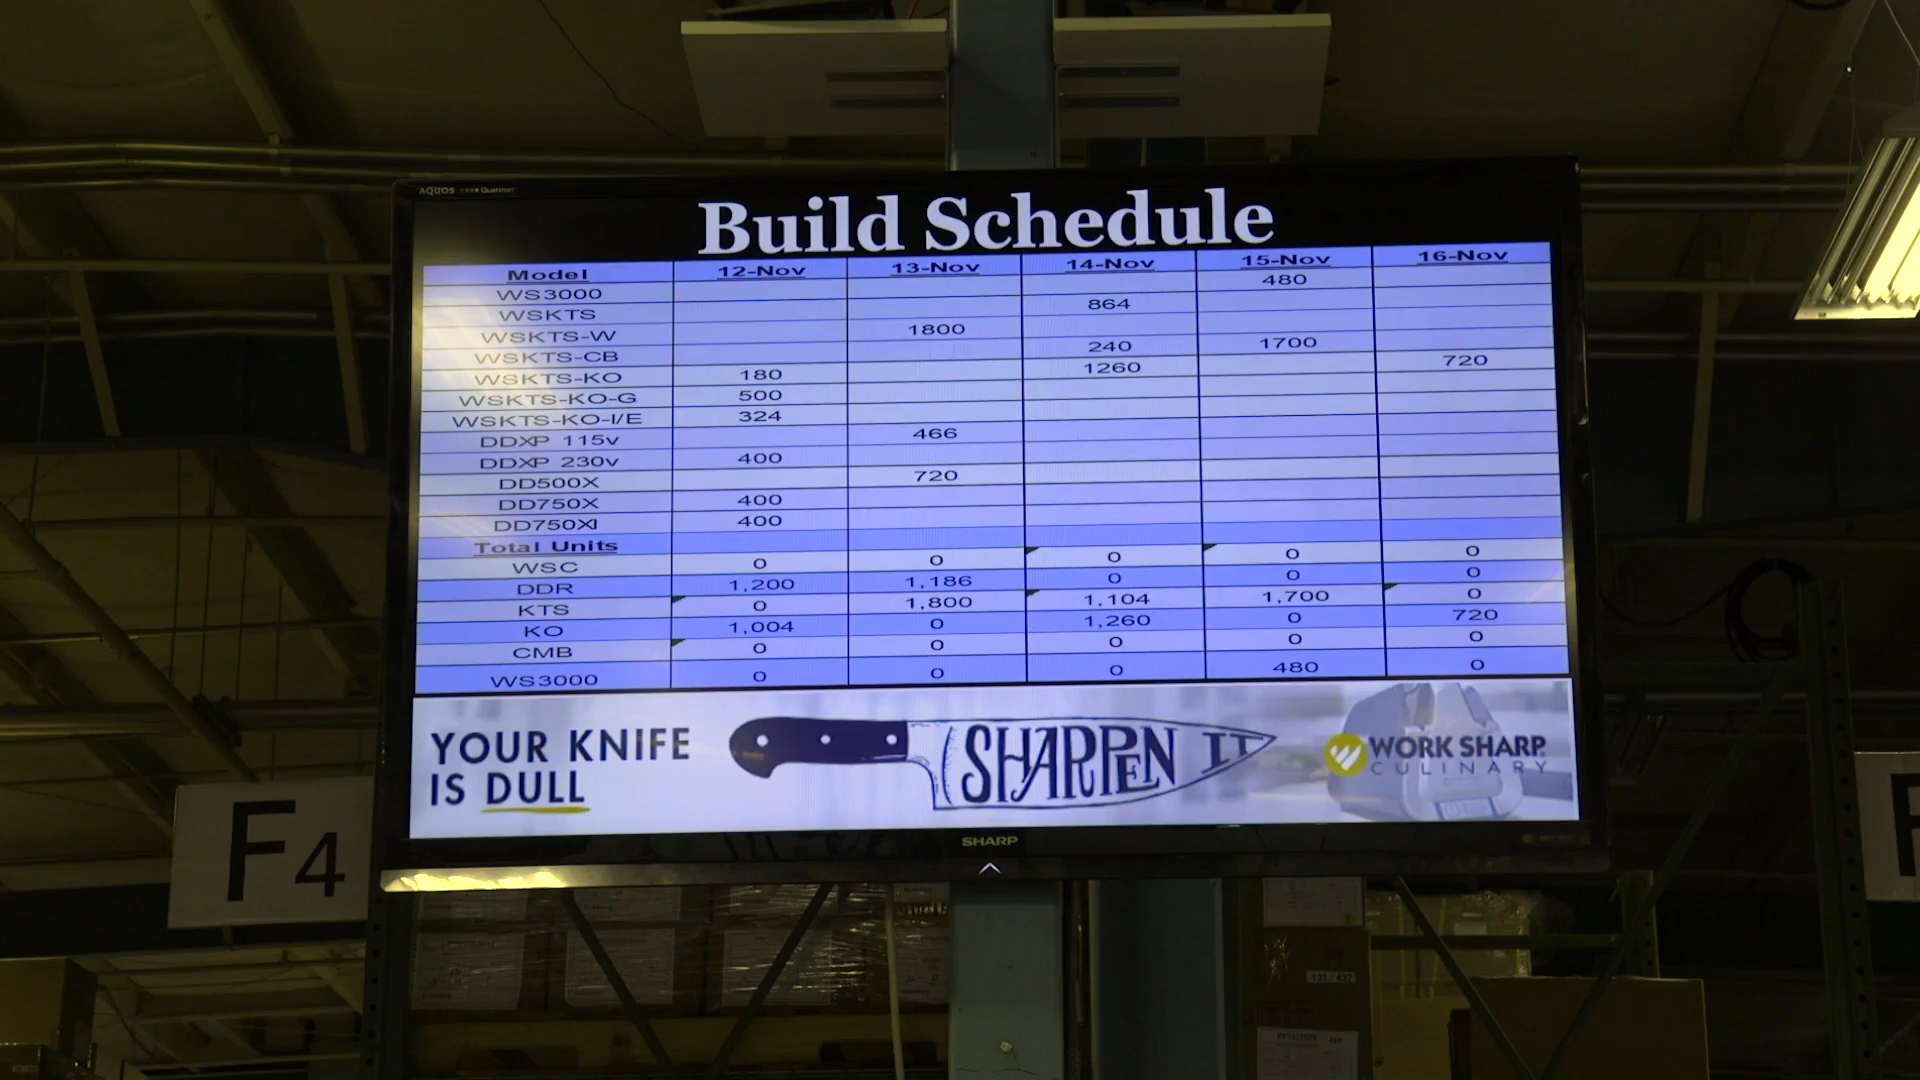 AQUOS Quattron
Build Schedule
Model 12-Nov 13-Nov 14-Nov 15-Nov 16-Nov
WS3000 480
WSKTS 864
WSKTS-W 1800
WSKTS-CB 240 1700
WSKTS-KO 180 1260 720
WSKTS-KO-G 500
WSKTS-KO-I/E 324
DDXP 115v 466
DDXP 230v 400
DD500X 720
DD750X 400
DD750XI 400
Total Units
WSC 0 0 0 0 0
DDR 1,200 1,186 0 0 0
KTS 0 1,800 1,104 1,700 0
KO 1,004 0 1,260 0 720
CMB 0 0 0 0 0
WS3000 0 0 0 480 0
YOUR KNIFE
IS DULL
SHARPEN IT
WORK SHARP
CULINARY
SHARP
F4